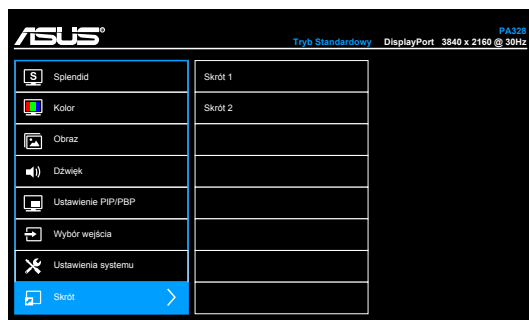 ASUS
PA328
Tryb Standardowy DisplayPort 3840 x 2160 @ 30Hz
S Splendid
Kolor
Obraz
Dźwięk
Ustawienie PIP/PBP
Wybór wejścia
Ustawienia systemu
Skrót
Skrót 1
Skrót 2